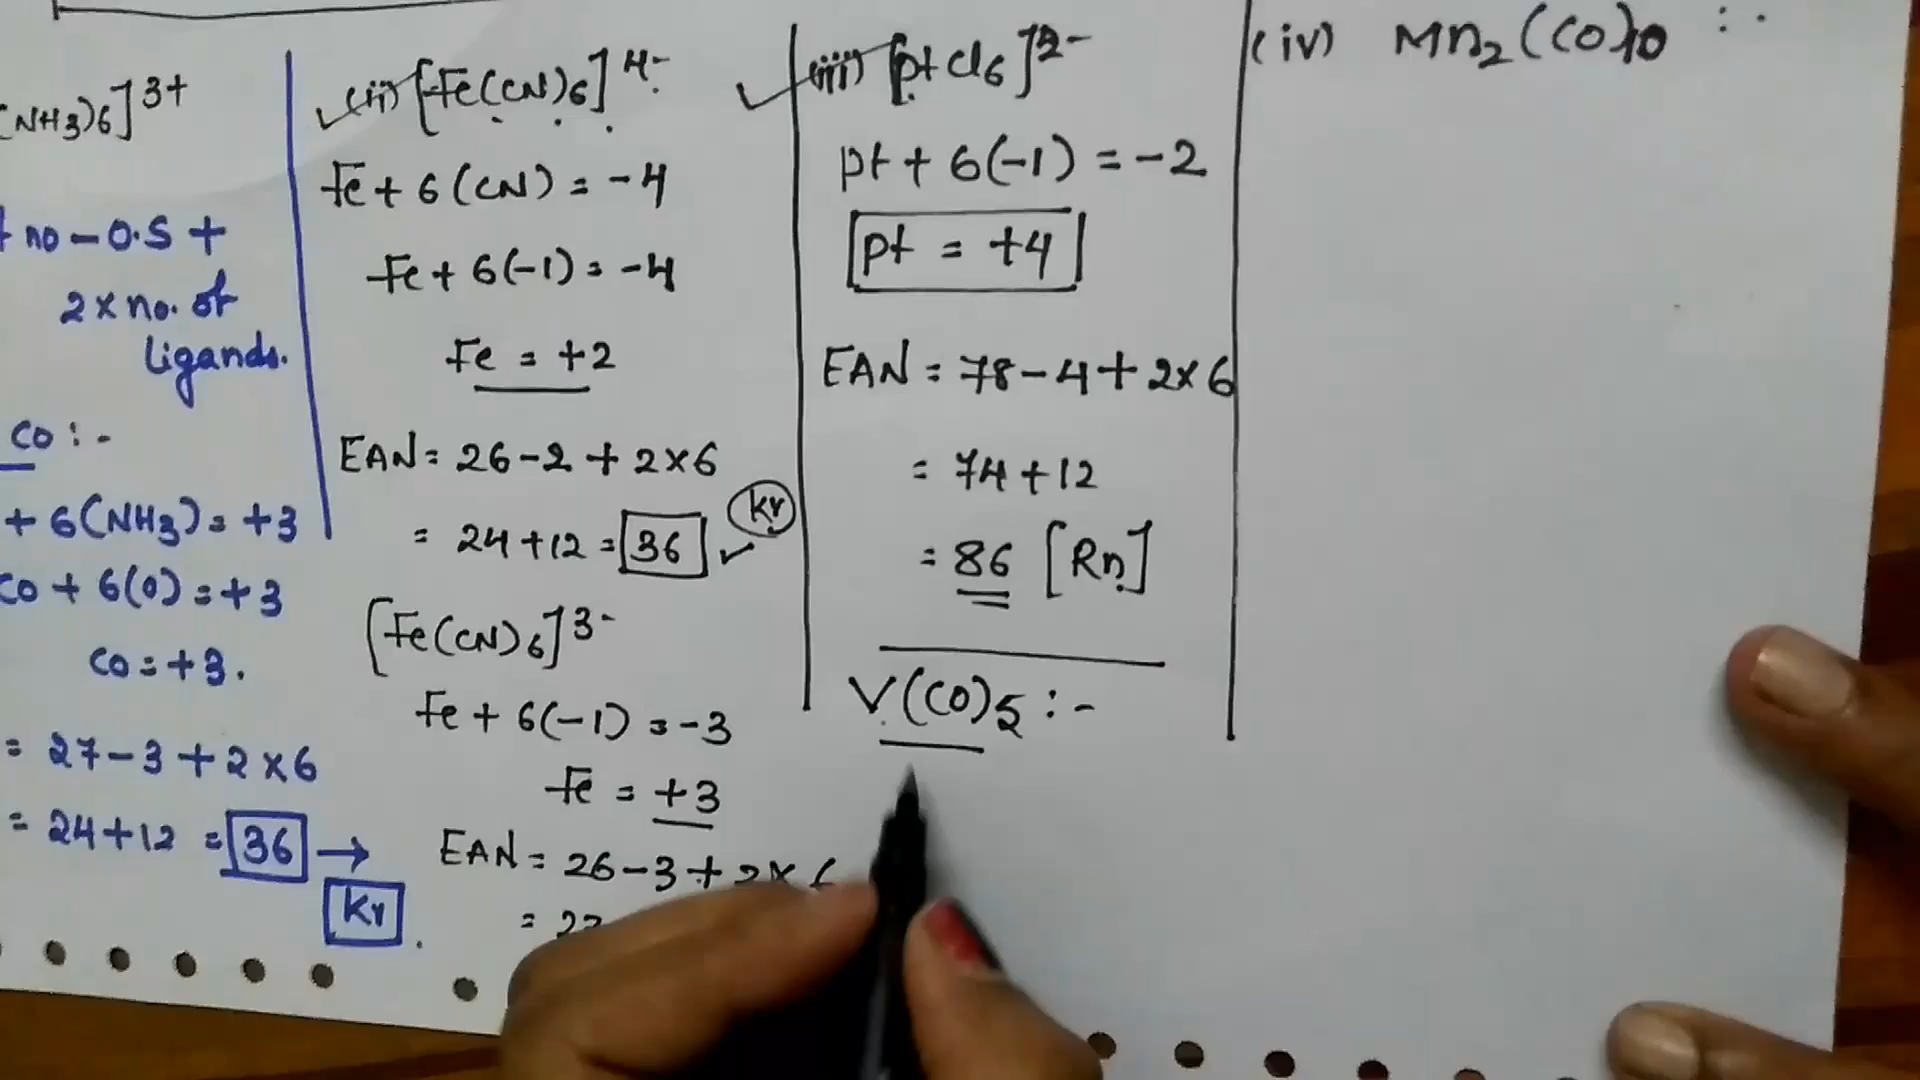 (NH3)6]3+
no - O.S +
2 x no. of
ligands.
Co :-
+ 6(NH3) = +3
Co + 6(0) = +3
Co = +3.
= 27 - 3 + 2 x 6
= 24 + 12 = 36 →
Kr
(ii) [Fe(CN)6]4-
Fe + 6(CN) = -4
Fe + 6(-1) = -4
Fe = +2
EAN = 26 - 2 + 2 x 6
= 24 + 12 = 36 Kr
[Fe(CN)6]3-
Fe + 6(-1) = -3
Fe = +3
EAN = 26 - 3 + 2 x 6
(iii) [PtCl6]2-
Pt + 6(-1) = -2
Pt = +4
EAN = 78 - 4 + 2 x 6
= 74 + 12
= 86 [Rn]
V(CO)5 :-
(iv) Mn2(CO)10 :-